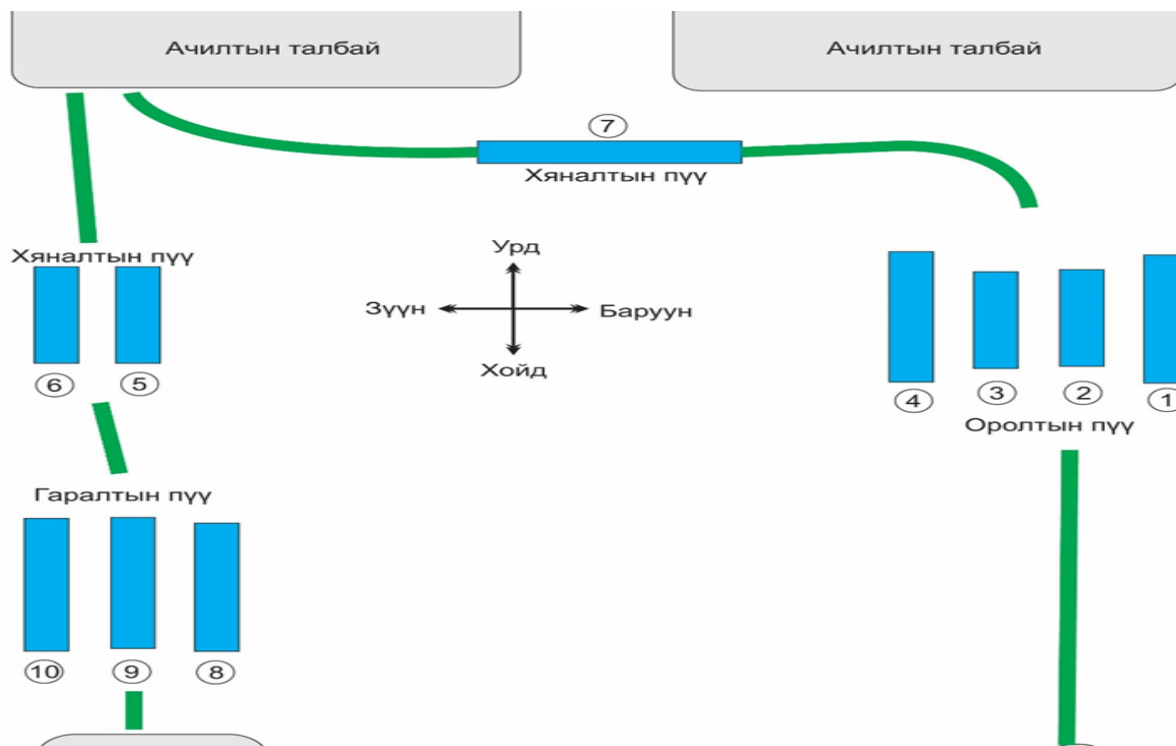 Ачилтын талбай
Ачилтын талбай
7
Хяналтын пүү
Хяналтын пүү
Урд
Зүүн
Баруун
Хойд
6
5
4
3
2
1
Оролтын пүү
Гаралтын пүү
10
9
8